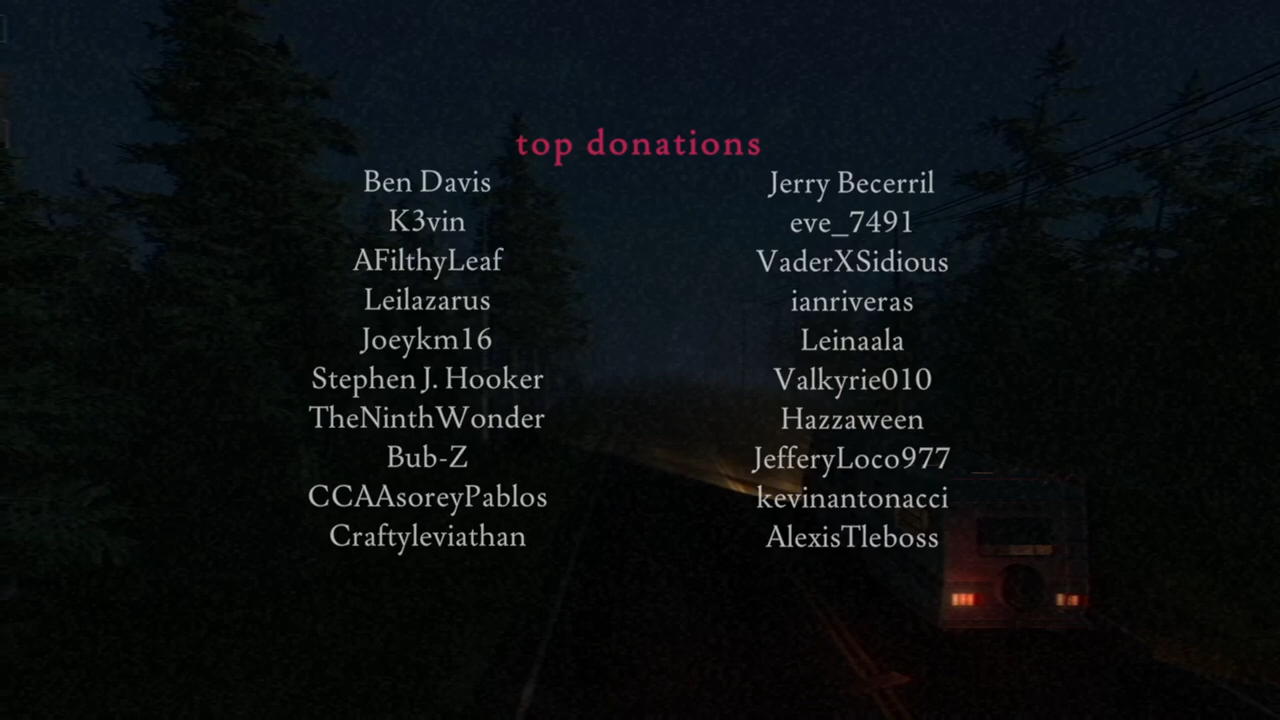 top donations
Ben Davis
K3vin
AFilthyLeaf
Leilazarus
Joeykm16
Stephen J. Hooker
TheNinthWonder
Bub-Z
CCAAsoreyPablos
Craftyleviathan
Jerry Becerril
eve_7491
VaderXSidious
ianriveras
Leinaala
Valkyrie010
Hazzaween
JefferyLoco977
kevinantonacci
AlexisTleboss